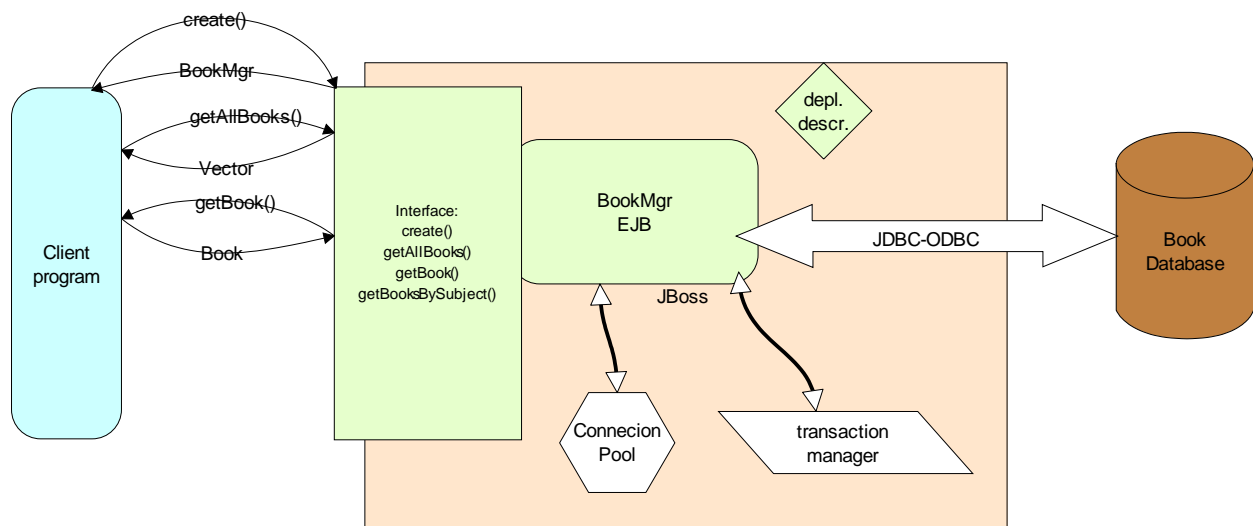 create()
BookMgr
getAllBooks()
Vector
getBook()
Book
Client
program
Interface:
create()
getAllBooks()
getBook()
getBooksBySubject()
BookMgr
EJB
depl.
descr.
JBoss
JDBC-ODBC
Book
Database
Connecion
Pool
transaction
manager